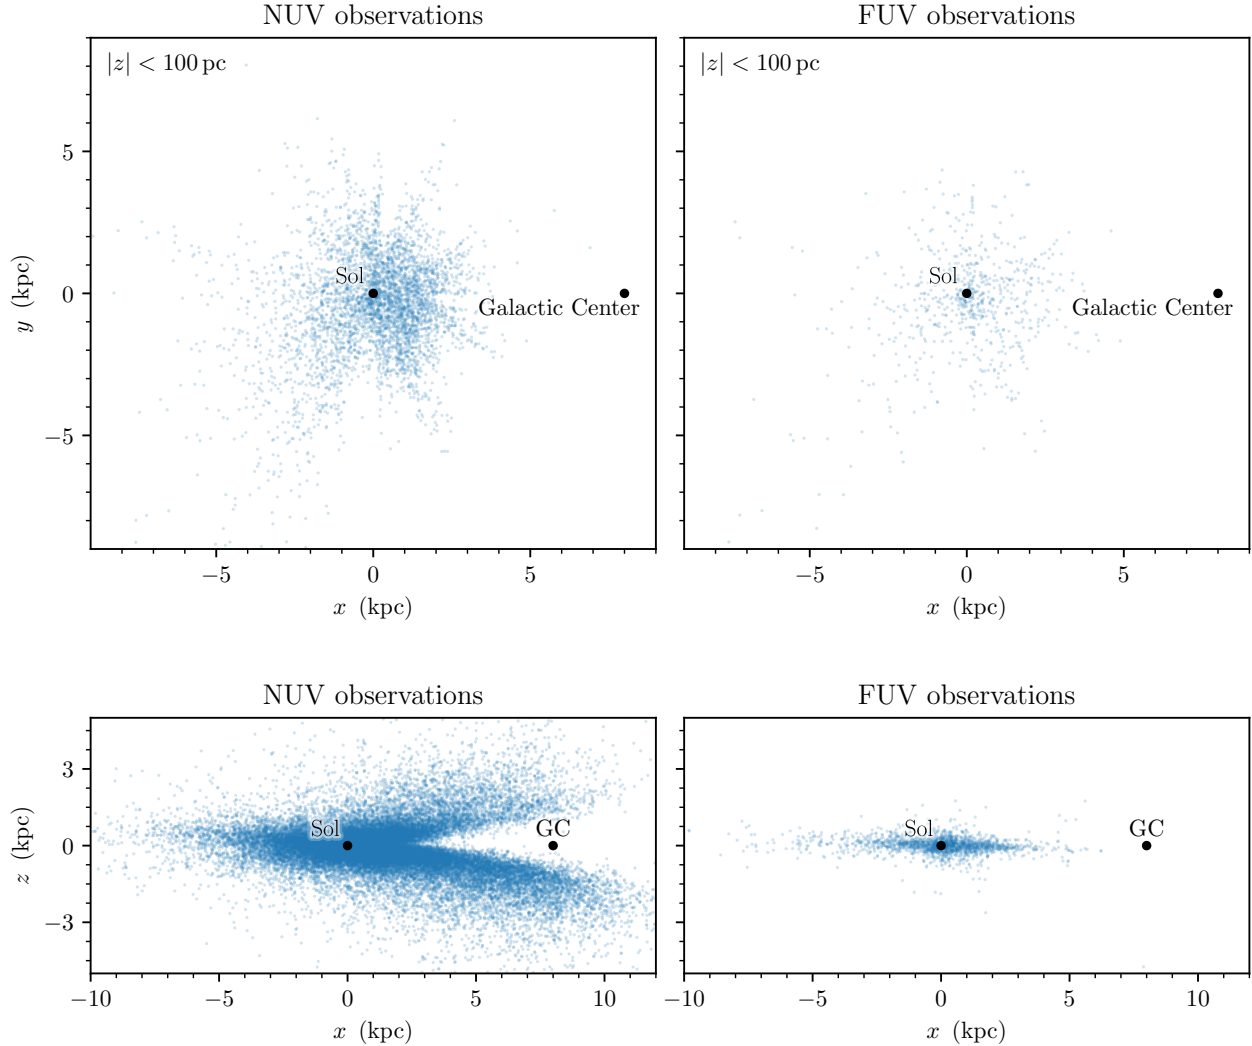 NUV observations
FUV observations
|z| < 100 pc
|z| < 100 pc
5
0
−5
y (kpc)
Sol
Galactic Center
Sol
Galactic Center
−5 0 5
−5 0 5
x (kpc)
x (kpc)
NUV observations
FUV observations
3
0
−3
z (kpc)
Sol
GC
Sol
GC
−10 −5 0 5 10
−10 −5 0 5 10
x (kpc)
x (kpc)